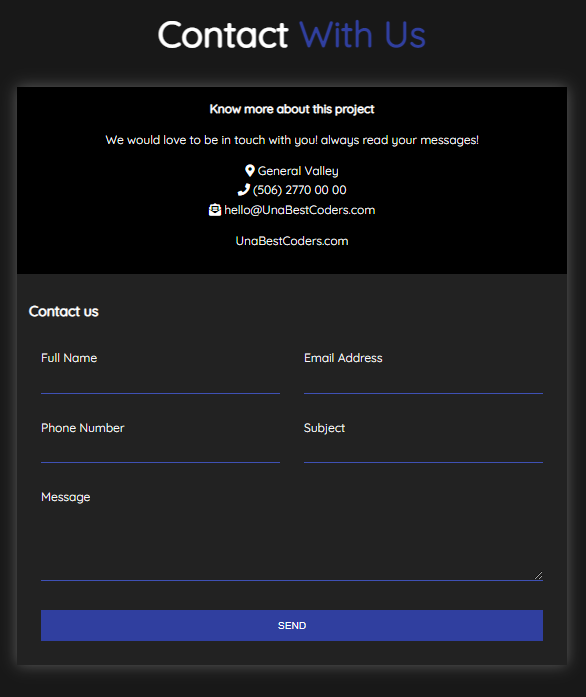 Contact With Us
Know more about this project
We would love to be in touch with you! always read your messages!
General Valley
(506) 2770 00 00
hello@UnaBestCoders.com
UnaBestCoders.com
Contact us
Full Name
Email Address
Phone Number
Subject
Message
SEND